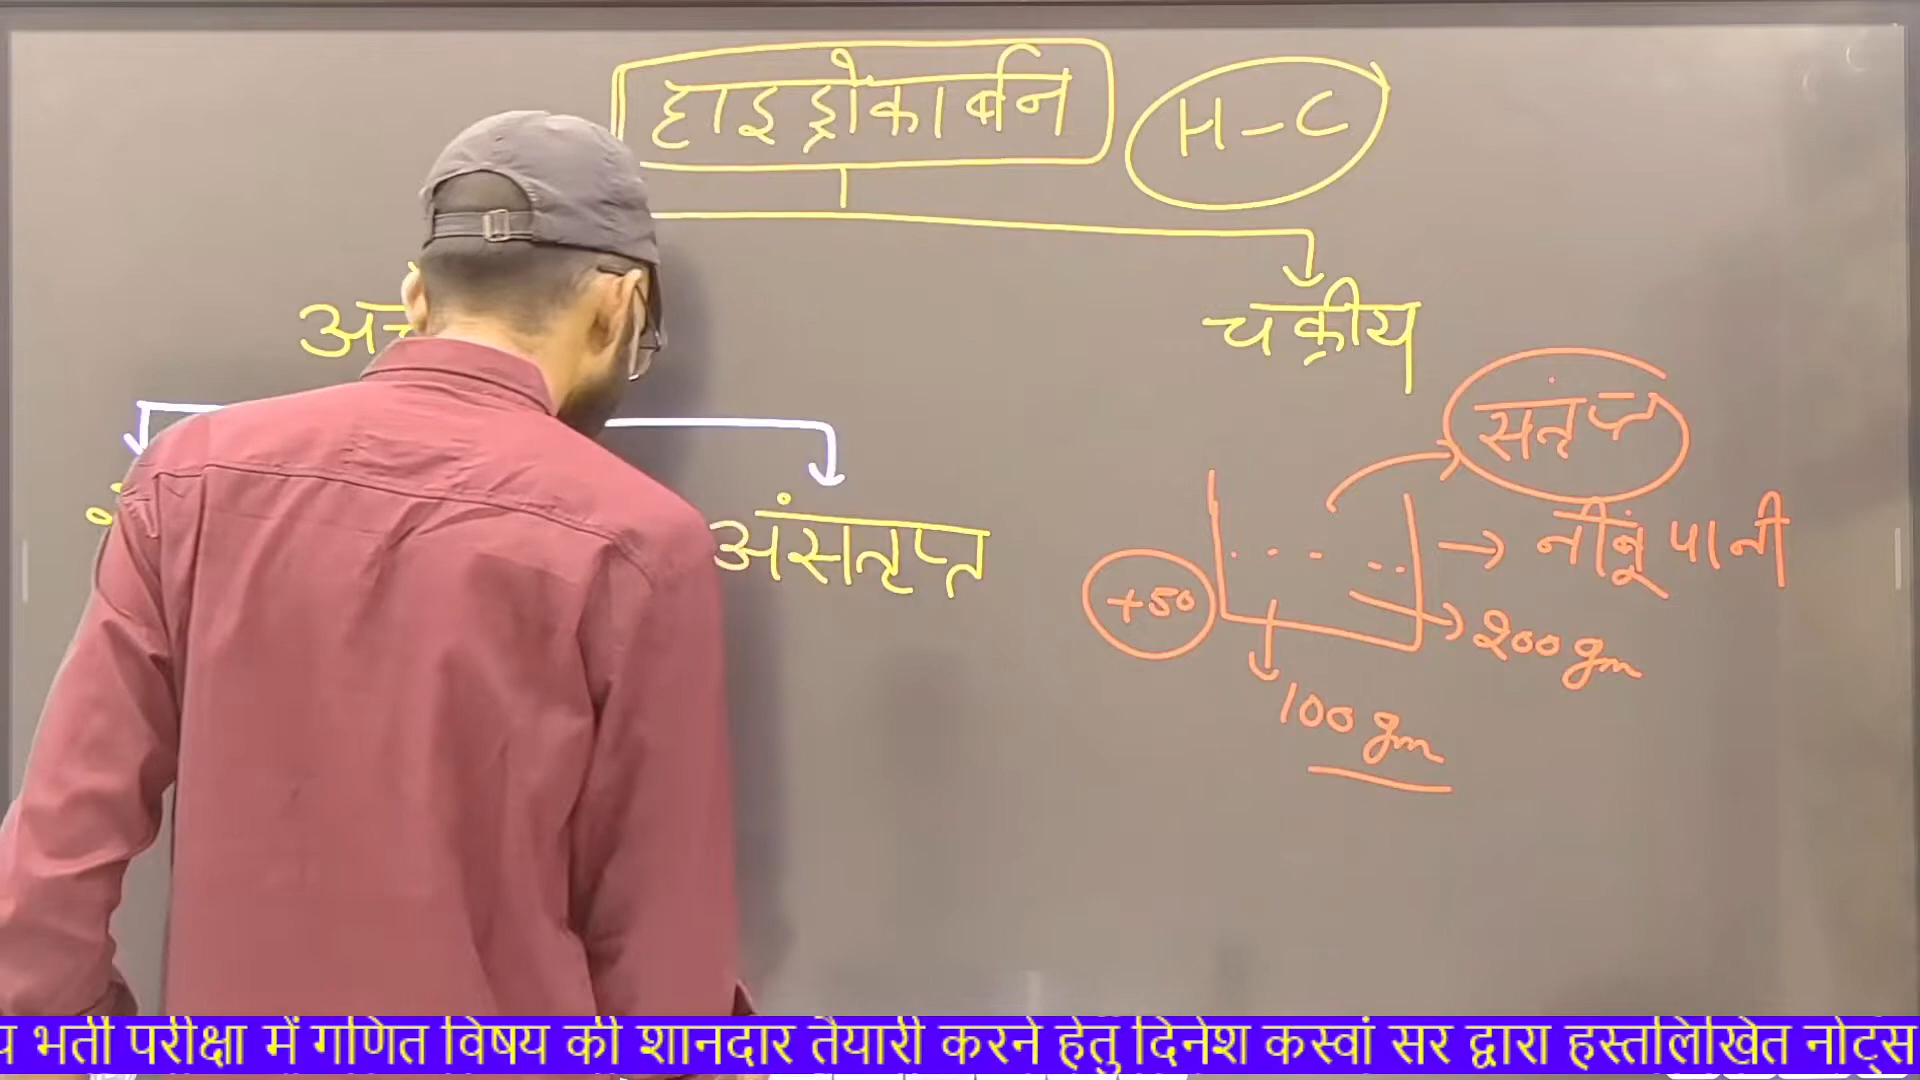 हाइड्रोकार्बन H-C
चक्रीय
संतृप्त
अंसतृप्त
नींबू पानी
+50
200 gm
100 gm
भर्ती परीक्षा में गणित विषय की शानदार तैयारी करने हेतु दिनेश कस्वां सर द्वारा हस्तलिखित नोट्स